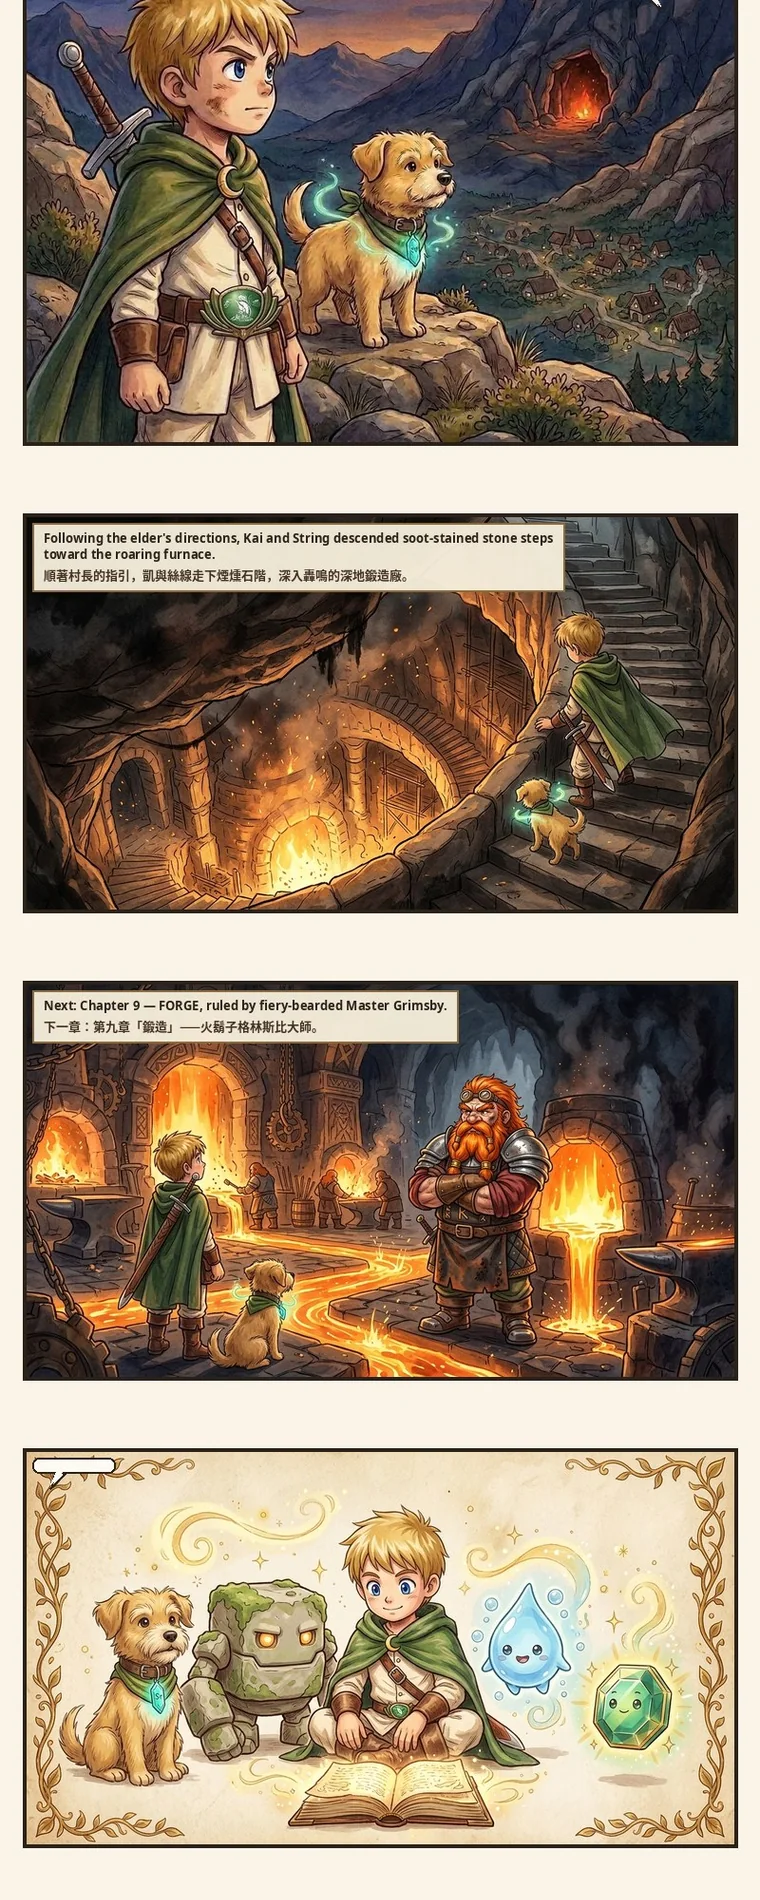 Following the elder's directions, Kai and String descended soot-stained stone steps
toward the roaring furnace.
順著村長的指引，凱與絲線走下煙燻石階，深入轟鳴的深地鍛造廠。
Next: Chapter 9 — FORGE, ruled by fiery-bearded Master Grimsby.
下一章：第九章「鍛造」——火鬍子格林斯比大師。